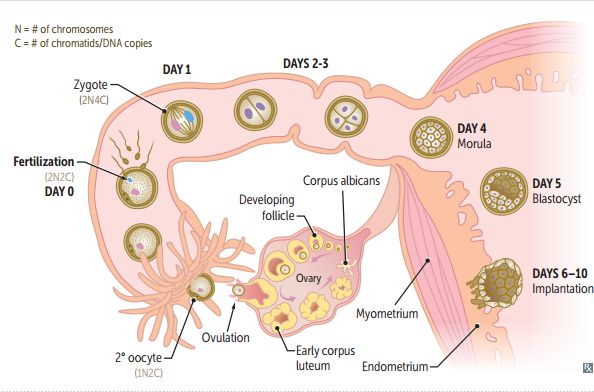 N = # of chromosomes
C = # of chromatids/DNA copies
DAY 1
DAYS 2-3
Zygote
(2N4C)
DAY 4
Morula
Fertilization
(2N2C)
DAY 0
Corpus albicans
Developing
follicle
DAY 5
Blastocyst
Ovary
DAYS 6–10
Implantation
Myometrium
Ovulation
Early corpus
luteum
2° oocyte
(1N2C)
Endometrium
Rx